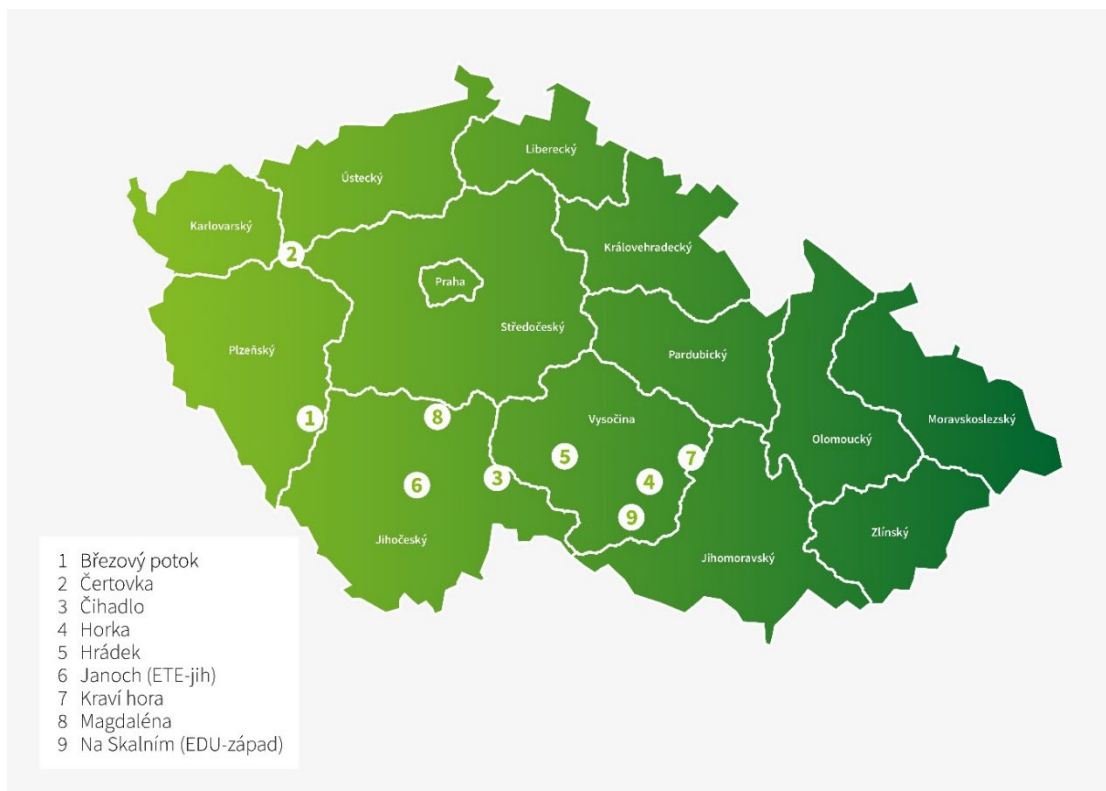 Liberecký
Ústecký
Karlovarský
Královehradecký
2
Praha
Středočeský
Plzeňský
Pardubický
1
8
Vysočina
Moravskoslezský
Olomoucký
5
7
3
4
6
9
Jihočeský
Zlínský
Jihomoravský
1 Březový potok
2 Čertovka
3 Čihadlo
4 Horka
5 Hrádek
6 Janoch (ETE-jih)
7 Kraví hora
8 Magdaléna
9 Na Skalním (EDU-západ)